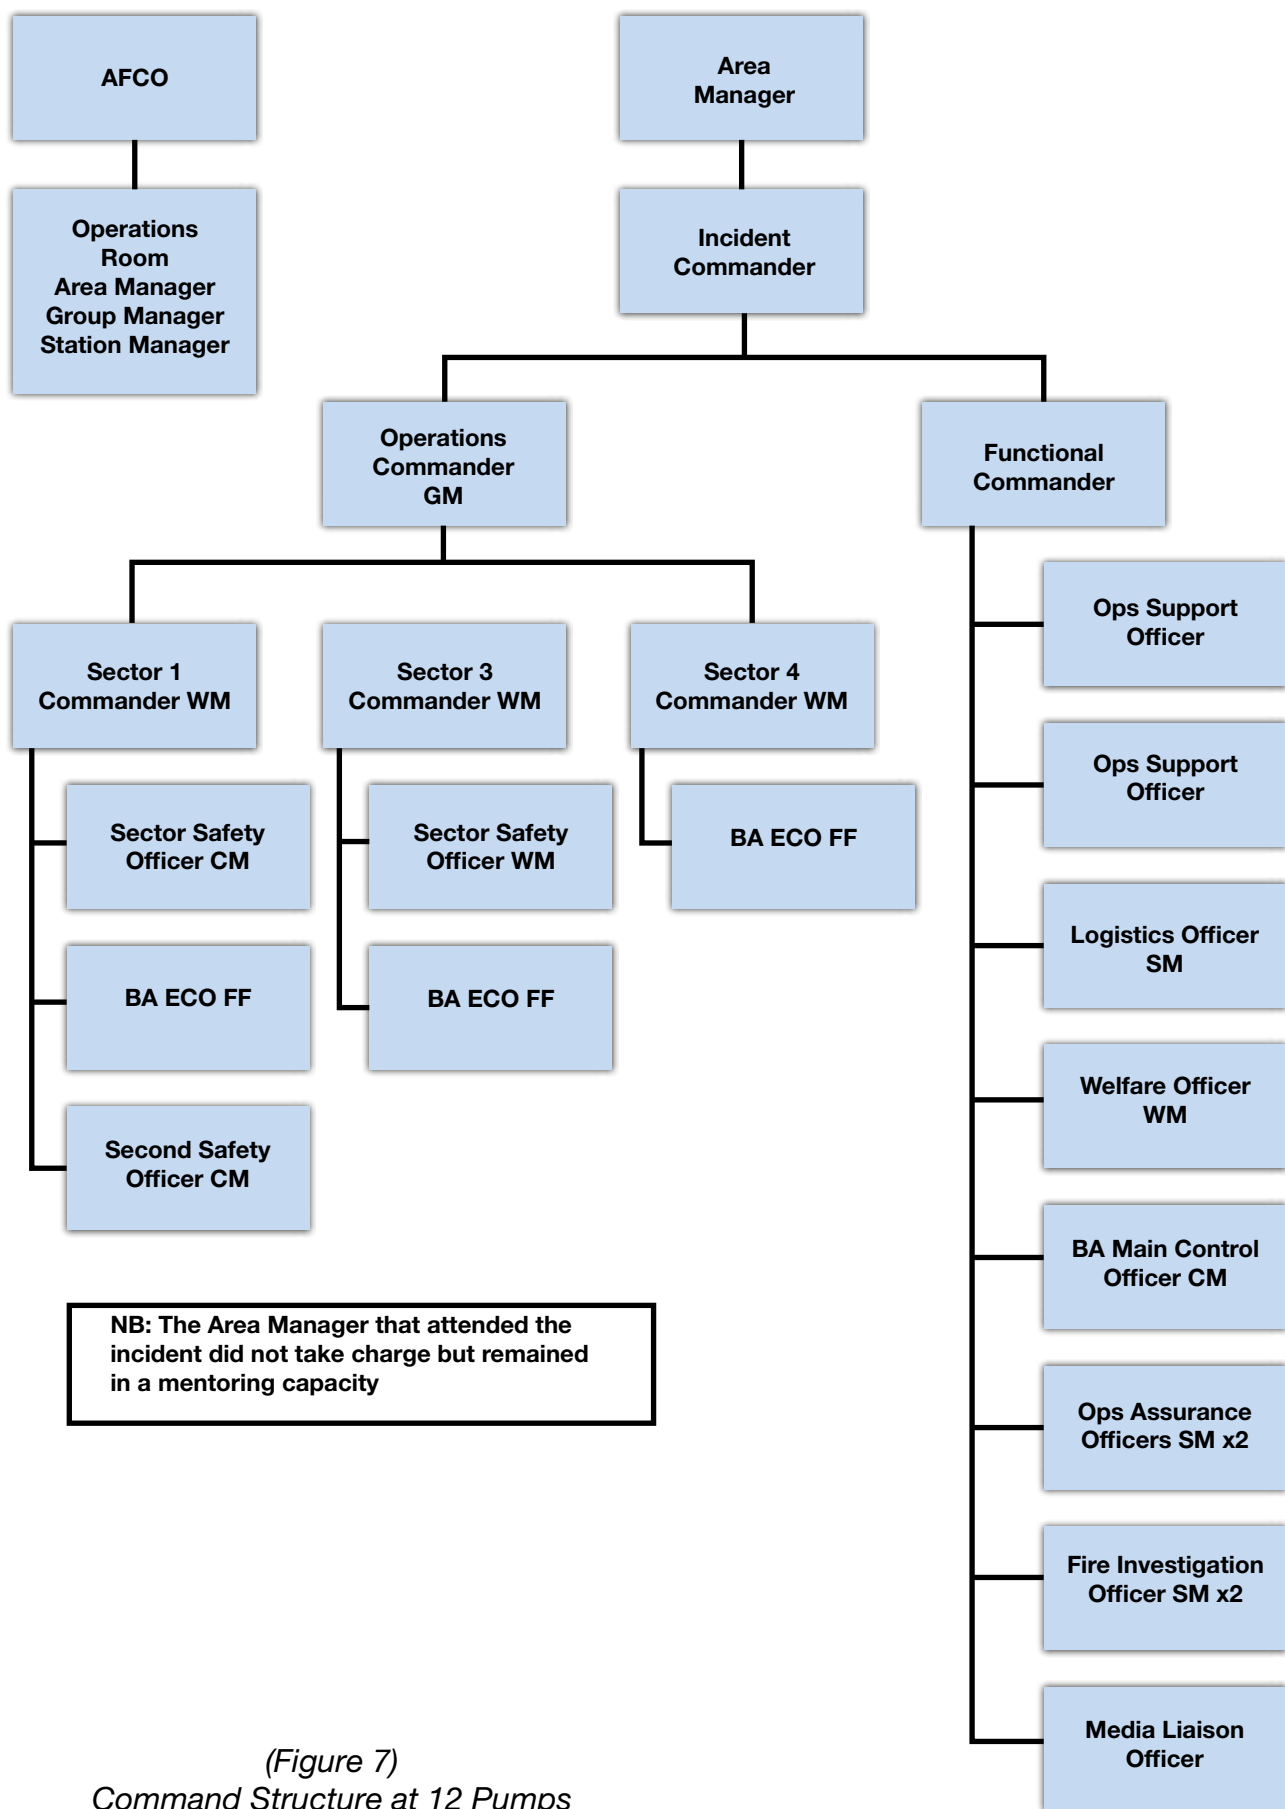 AFCO
Area
Manager
Operations
Room
Area Manager
Group Manager
Station Manager
Incident
Commander
Operations
Commander
GM
Functional
Commander
Sector 1
Commander WM
Sector 3
Commander WM
Sector 4
Commander WM
Sector Safety
Officer CM
BA ECO FF
Second Safety
Officer CM
Sector Safety
Officer WM
BA ECO FF
BA ECO FF
Ops Support
Officer
Ops Support
Officer
Logistics Officer
SM
Welfare Officer
WM
BA Main Control
Officer CM
Ops Assurance
Officers SM x2
Fire Investigation
Officer SM x2
Media Liaison
Officer
NB: The Area Manager that attended the
incident did not take charge but remained
in a mentoring capacity
(Figure 7)
Command Structure at 12 Pumps